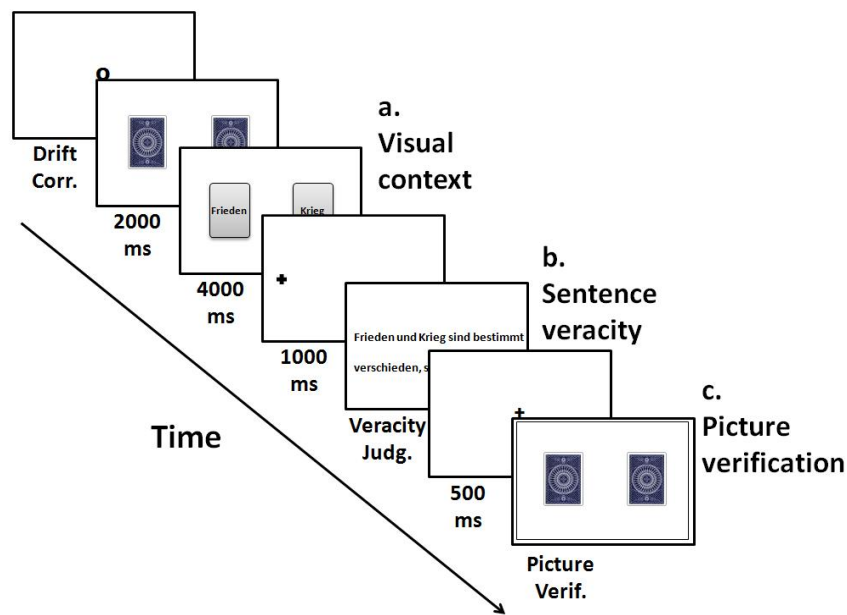 o
Drift
Corr.
a.
Visual
context
2000
ms
Frieden
Krieg
4000
ms
1000
ms
b.
Sentence
veracity
Frieden und Krieg sind bestimmt
verschieden, s
Veracity
Judg.
500
ms
c.
Picture
verification
Picture
Verif.
Time